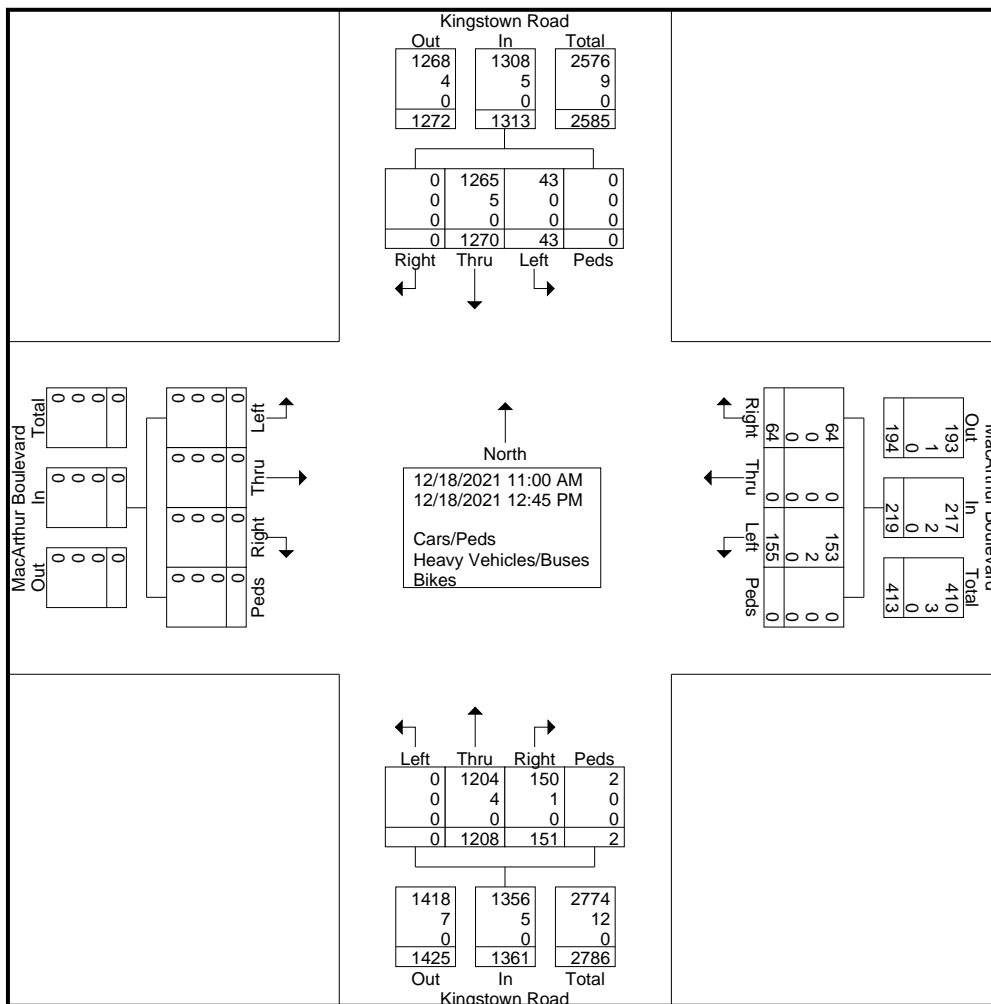 Kingstown Road
Out In Total
1268 1308 2576
4 5 9
0 0 0
1272 1313 2585
0 1265 43 0
0 5 0 0
0 0 0 0
0 1270 43 0
Right Thru Left Peds
MacArthur Boulevard
Total
0 0 0 0
In
0 0 0 0
Out
0 0 0 0
0 0 0 0
Left
0 0 0 0
Thru
0 0 0 0
Right
0 0 0 0
Peds
North
12/18/2021 11:00 AM
12/18/2021 12:45 PM
Cars/Peds
Heavy Vehicles/Buses
Bikes
Right
64 0 0 64
Thru
0 0 0 0
Left
153 2 0 155
Peds
0 0 0 0
Out
193 1 0 194
In
217 2 0 219
Total
410 3 0 413
MacArthur Boulevard
Left Thru Right Peds
0 1204 150 2
0 4 1 0
0 0 0 0
0 1208 151 2
1418 1356 2774
7 5 12
0 0 0
1425 1361 2786
Out In Total
Kingstown Road